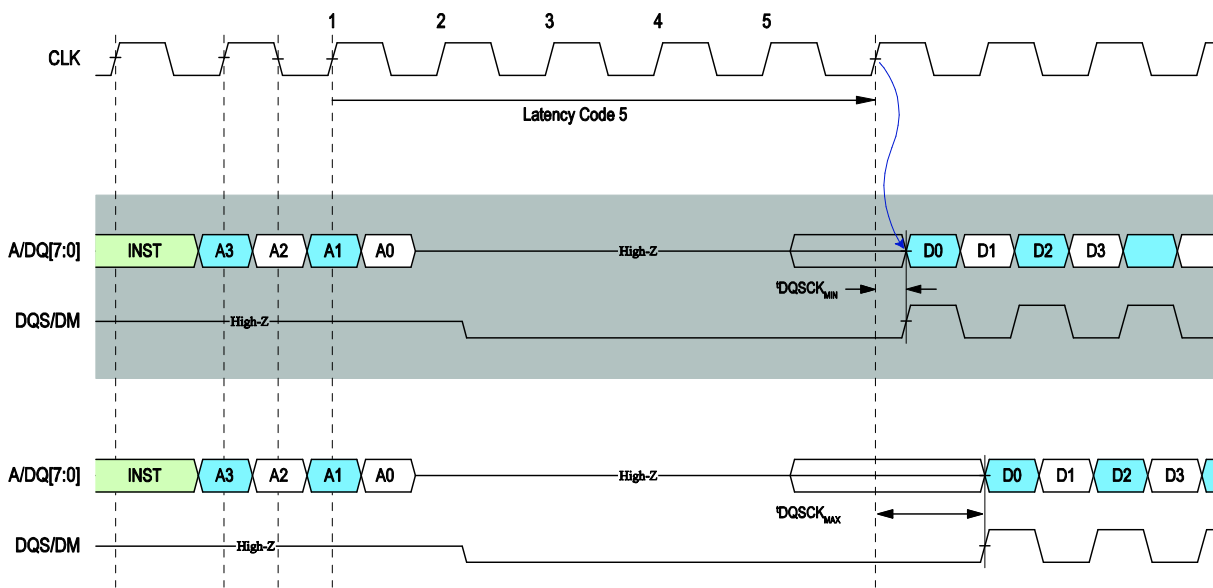 1 2 3 4 5
CLK
Latency Code 5
A/DQ[7:0] INST A3 A2 A1 A0 High-Z D0 D1 D2 D3
tDQSCKMIN
DQS/DM High-Z
A/DQ[7:0] INST A3 A2 A1 A0 High-Z D0 D1 D2 D3
tDQSCKMAX
DQS/DM High-Z